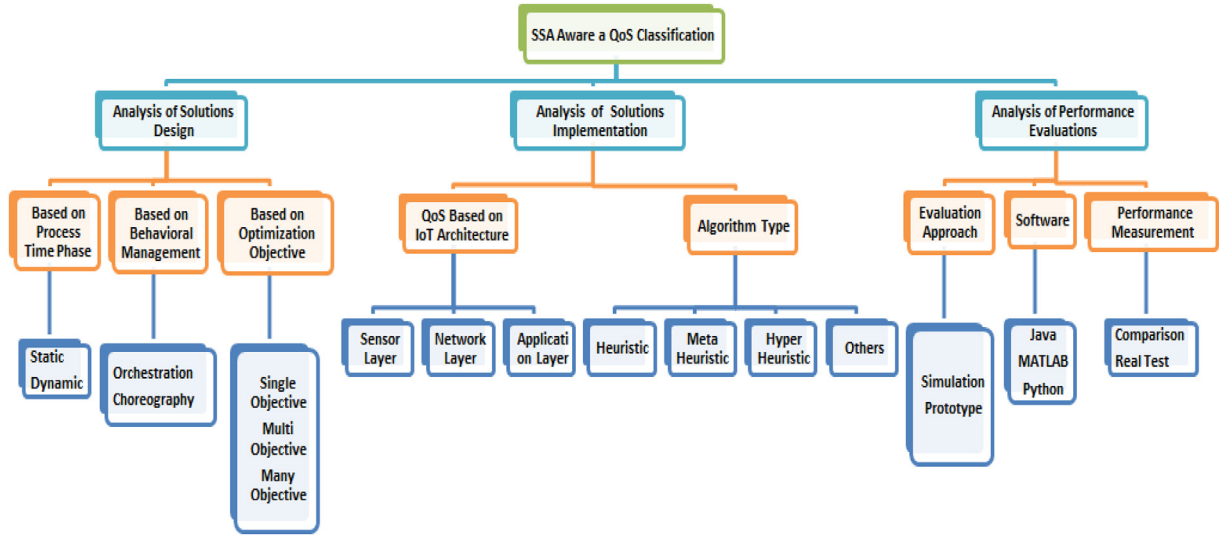 SSA Aware a QoS Classification
Analysis of Solutions
Design
Analysis of Solutions
Implementation
Analysis of Performance
Evaluations
Based on
Process
Time Phase
Based on
Behavioral
Management
Based on
Optimization
Objective
QoS Based on
IoT Architecture
Algorithm Type
Evaluation
Approach
Software
Performance
Measurement
Static
Dynamic
Orchestration
Choreography
Single
Objective
Multi
Objective
Many
Objective
Sensor
Layer
Network
Layer
Applicati
on Layer
Heuristic
Meta
Heuristic
Hyper
Heuristic
Others
Simulation
Prototype
Java
MATLAB
Python
Comparison
Real Test